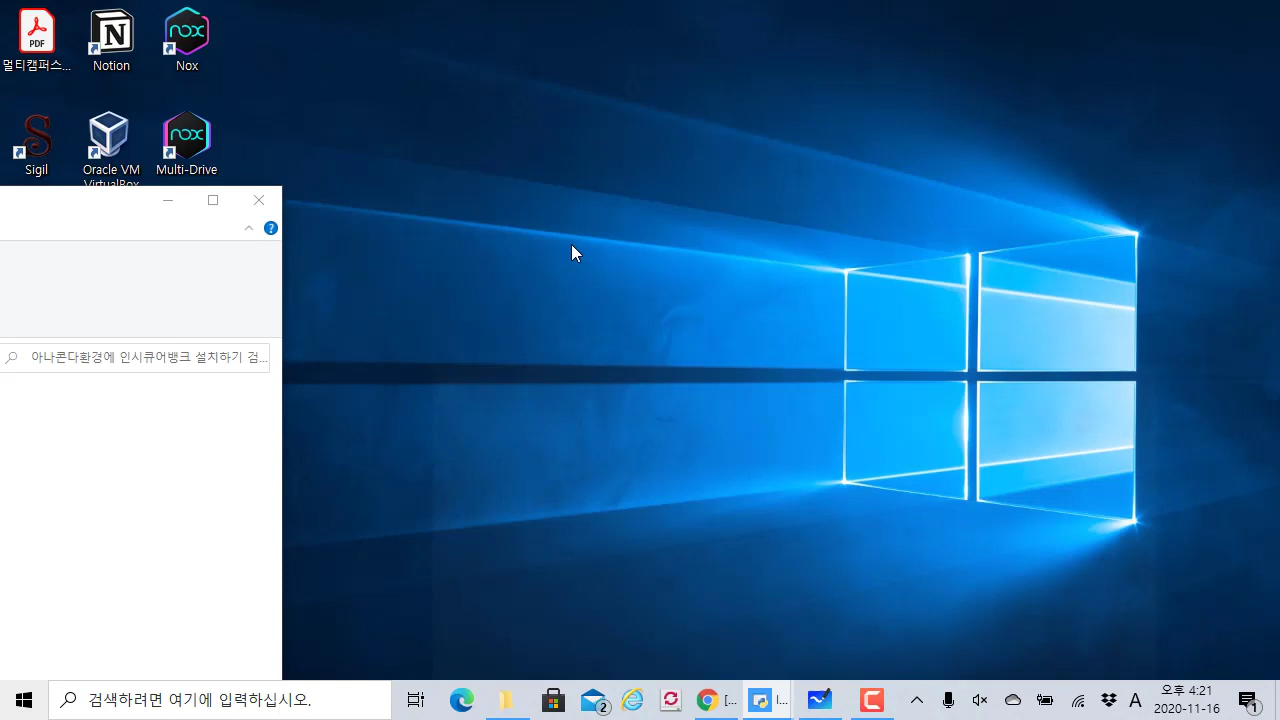 PDF
멀티캠퍼스...
N
Notion
nox
Nox
S
Sigil
Oracle VM
VirtualBox
nox
Multi-Drive
?
아나콘다환경에 인시큐어뱅크 설치하기 검...
검색하려면 여기에 입력하십시오.
2
[...
I...
A
오후 4:21
2020-11-16
1